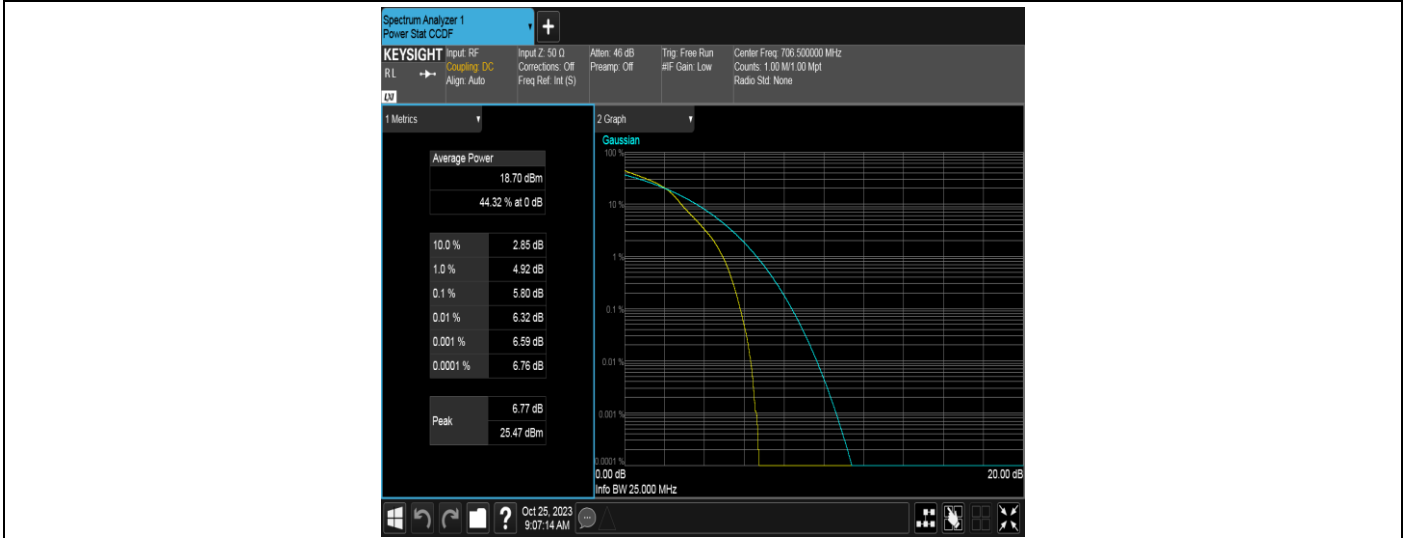 Spectrum Analyzer 1
Power Stat CCDF
+
KEYSIGHT
RL
LXI
Input: RF
Coupling: DC
Align: Auto
Input Z: 50 Ω
Corrections: Off
Freq Ref: Int (S)
Atten: 46 dB
Preamp: Off
Trig: Free Run
#IF Gain: Low
Center Freq: 706.500000 MHz
Counts: 1.00 M/1.00 Mpt
Radio Std: None
1 Metrics
Average Power
18.70 dBm
44.32 % at 0 dB
10.0 % 2.85 dB
1.0 % 4.92 dB
0.1 % 5.80 dB
0.01 % 6.32 dB
0.001 % 6.59 dB
0.0001 % 6.76 dB
Peak
6.77 dB
25.47 dBm
2 Graph
Gaussian
100 %
10 %
1 %
0.1 %
0.01 %
0.001 %
0.0001 %
0.00 dB 20.00 dB
Info BW 25.000 MHz
?
Oct 25, 2023
9:07:14 AM